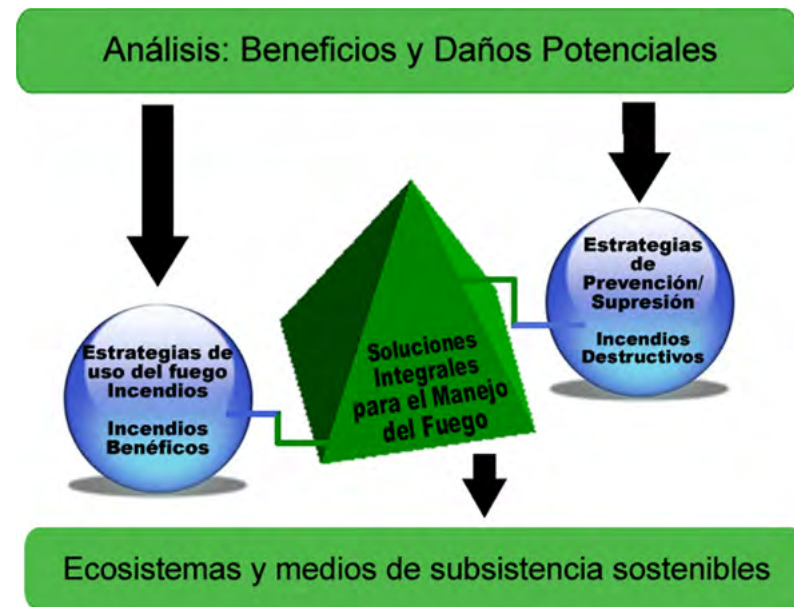 Análisis: Beneficios y Daños Potenciales
Estrategias de
uso del fuego
Incendios
Incendios
Benéficos
Soluciones
Integrales
para el Manejo
del Fuego
Estrategias
de
Prevención/
Supresión
Incendios
Destructivos
Ecosistemas y medios de subsistencia sostenibles